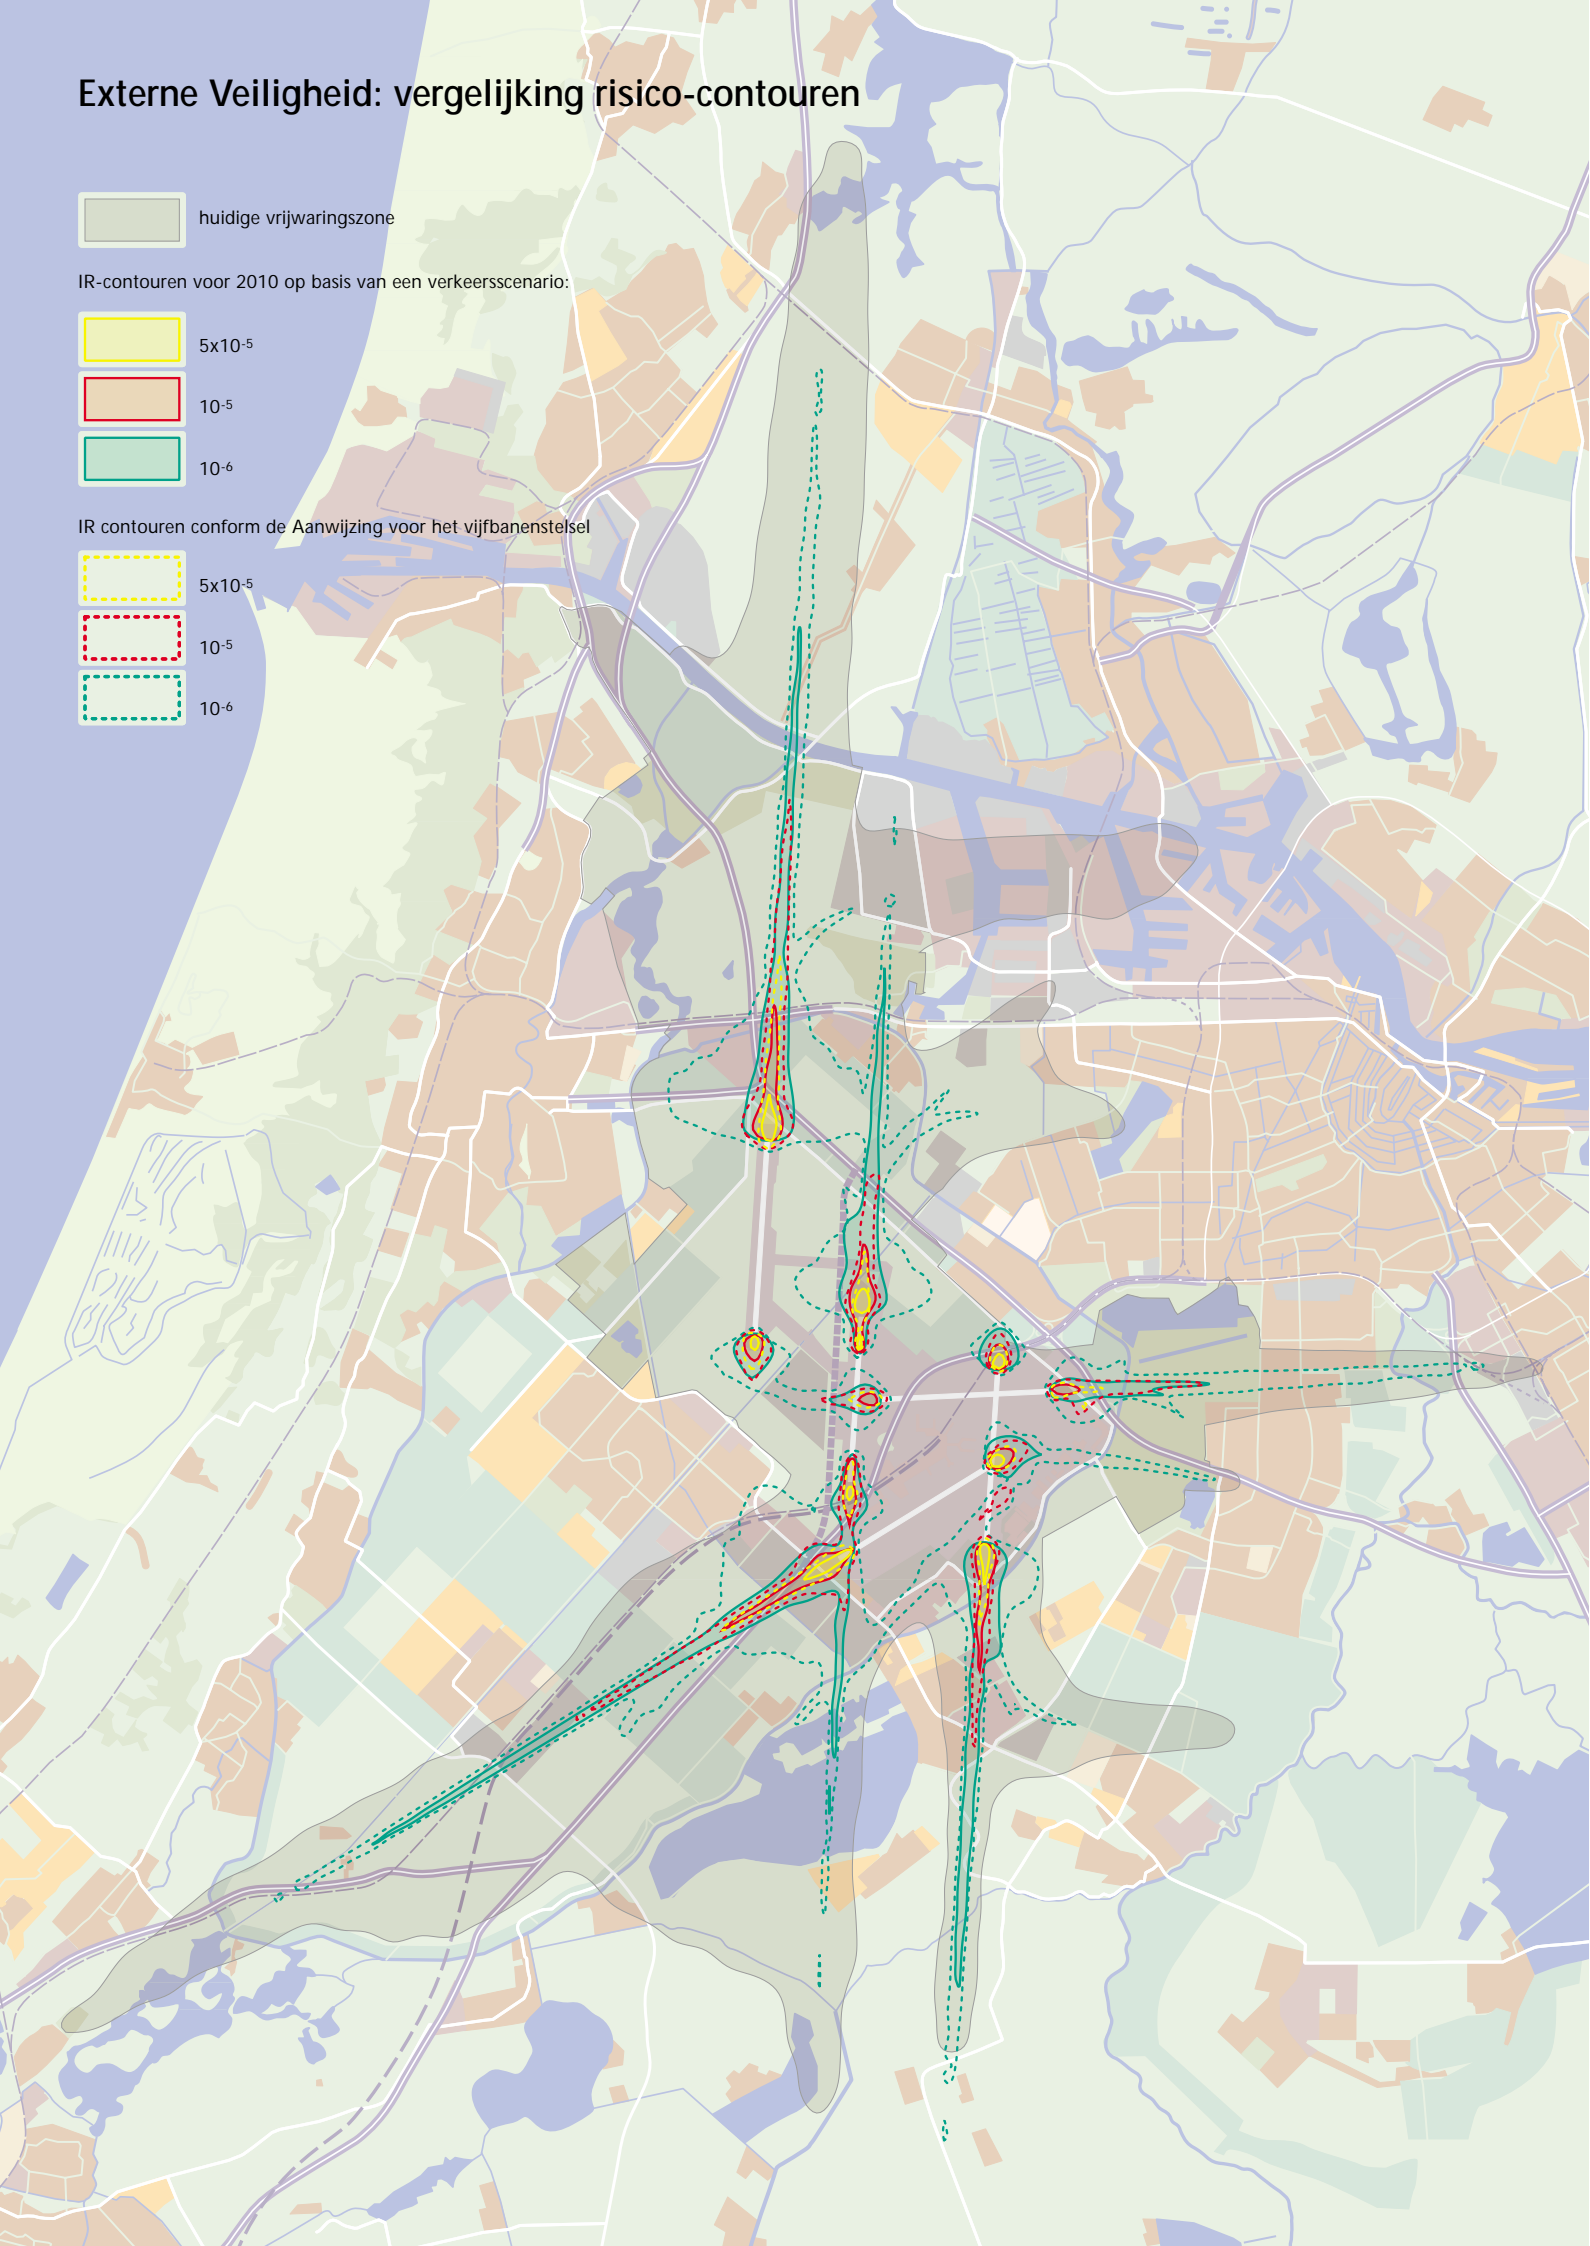 Externe Veiligheid: vergelijking risico-contouren
huidige vrijwaringszone
IR-contouren voor 2010 op basis van een verkeersscenario:
5x10-5
10-5
10-6
IR contouren conform de Aanwijzing voor het vijfbanenstelsel
5x10-5
10-5
10-6